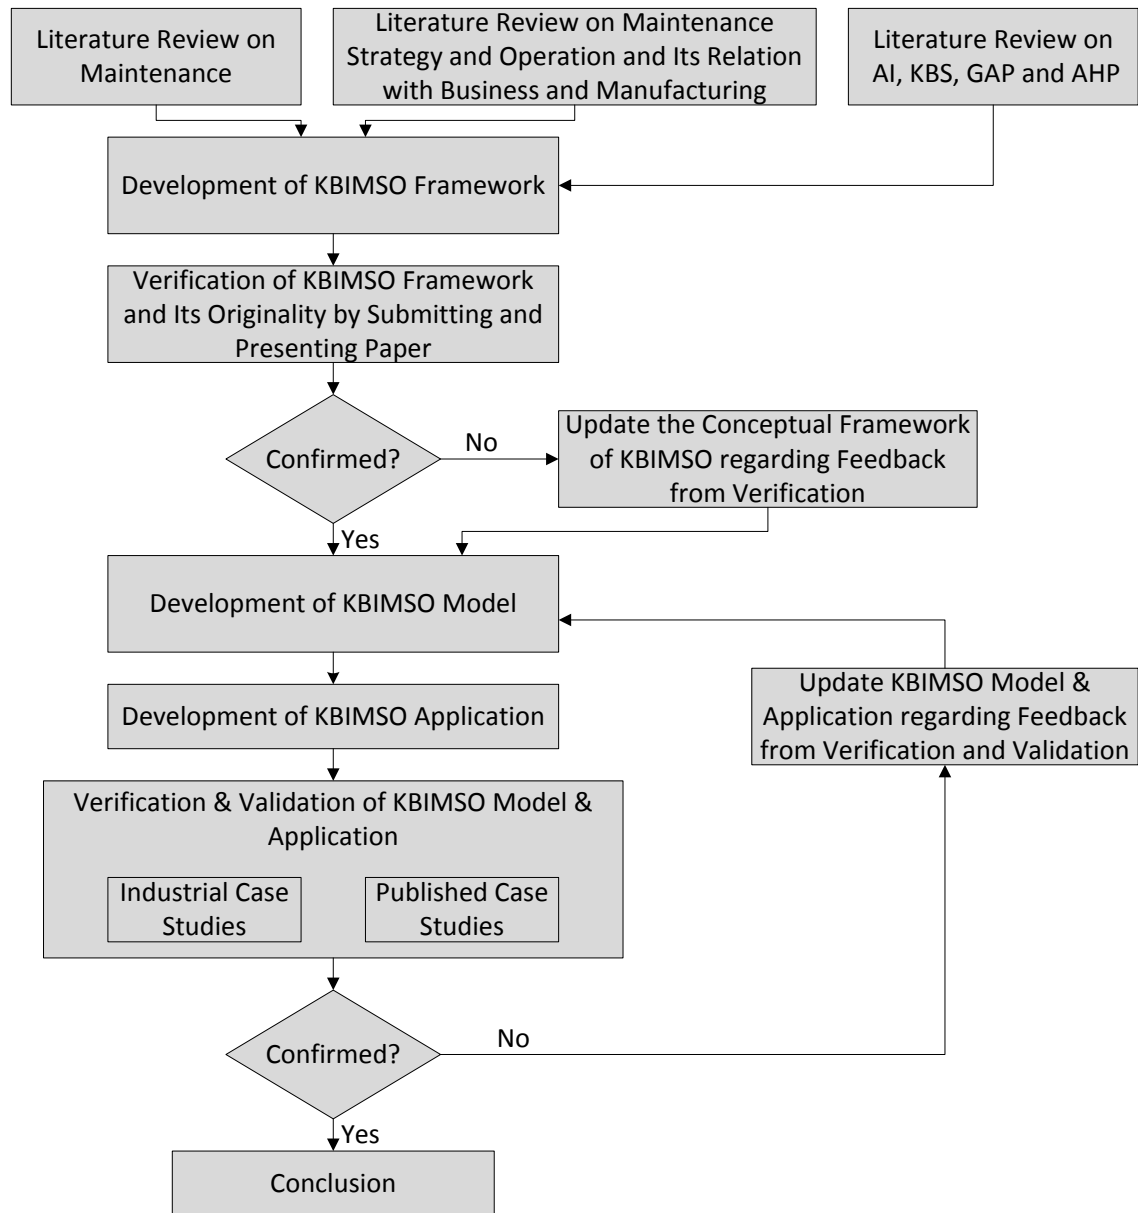 Literature Review on
Maintenance
Literature Review on Maintenance
Strategy and Operation and Its Relation
with Business and Manufacturing
Literature Review on
AI, KBS, GAP and AHP
Development of KBIMSO Framework
Verification of KBIMSO Framework
and Its Originality by Submitting and
Presenting Paper
Confirmed?
No
Update the Conceptual Framework
of KBIMSO regarding Feedback
from Verification
Yes
Development of KBIMSO Model
Development of KBIMSO Application
Update KBIMSO Model &
Application regarding Feedback
from Verification and Validation
Verification & Validation of KBIMSO Model &
Application
Industrial Case
Studies
Published Case
Studies
Confirmed?
No
Yes
Conclusion